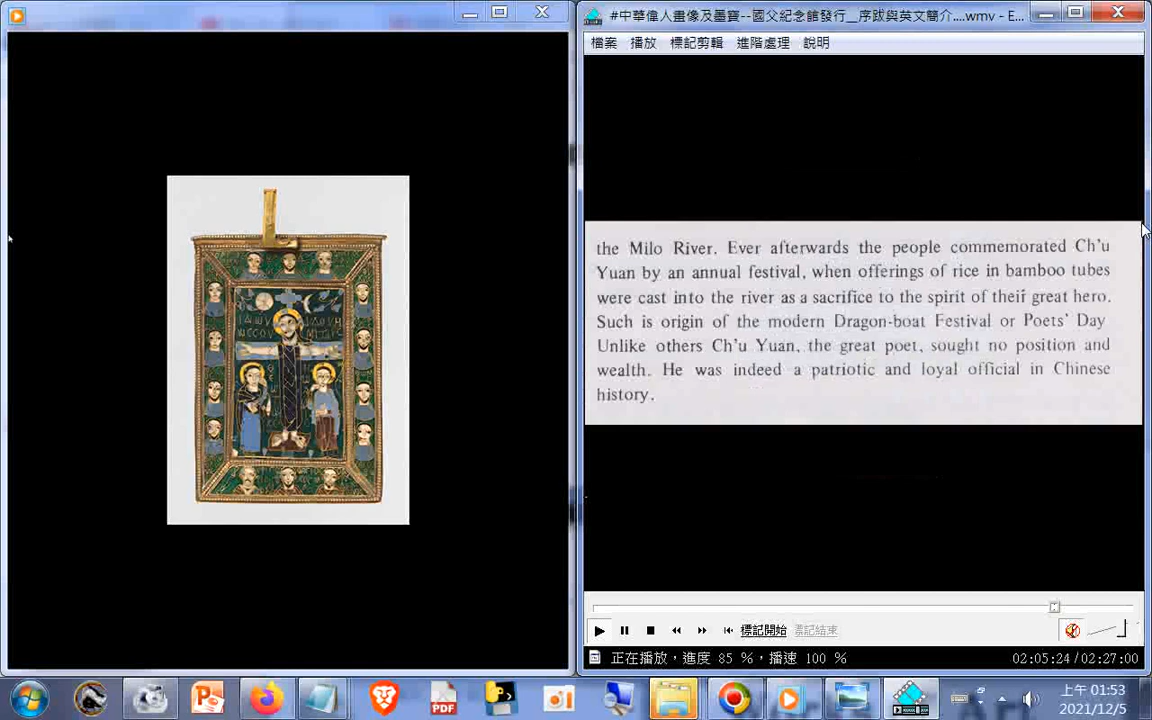 #中華偉人畫像及墨寶--國父紀念館發行__序跋與英文簡介....wmv - E...
檔案 播放 標記剪輯 進階處理 說明
the Milo River. Ever afterwards the people commemorated Ch'u
Yuan by an annual festival, when offerings of rice in bamboo tubes
were cast into the river as a sacrifice to the spirit of their great hero.
Such is origin of the modern Dragon-boat Festival or Poets' Day
Unlike others Ch'u Yuan, the great poet, sought no position and
wealth. He was indeed a patriotic and loyal official in Chinese
history.
標記開始 標記結束
正在播放，進度 85 %，播速 100 %
02:05:24 / 02:27:00
PDF
上午 01:53
2021/12/5